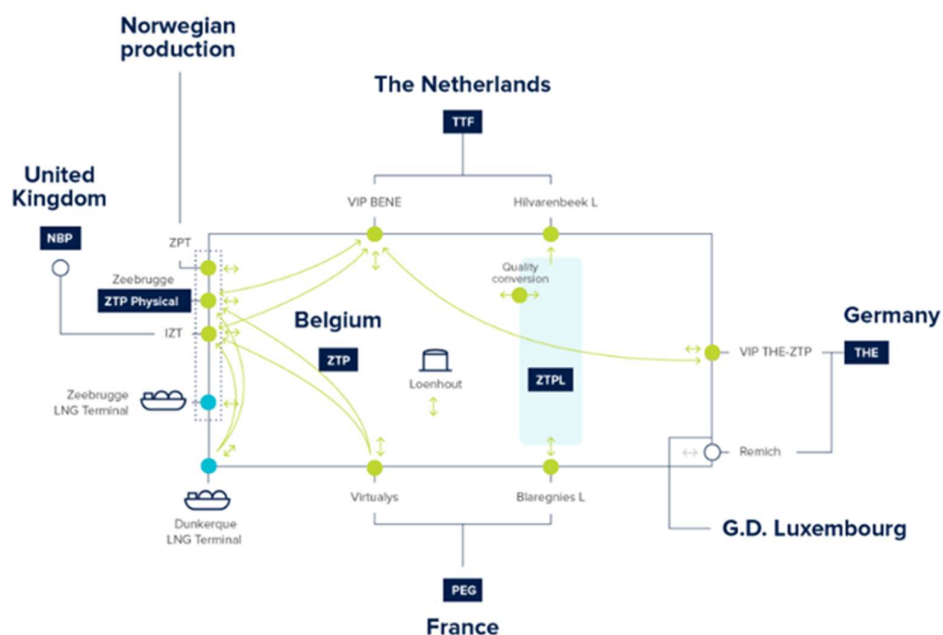 Norwegian
production
The Netherlands
TTF
United
Kingdom
NBP
VIP BENE
Hilvarenbeek L
ZPT
Zeebrugge
ZTP Physical
IZT
Quality
conversion
Belgium
ZTP
Loenhout
ZTPL
Germany
VIP THE-ZTP
THE
Zeebrugge
LNG Terminal
Remich
Dunkerque
LNG Terminal
Virtualys
Blaregnies L
G.D. Luxembourg
PEG
France